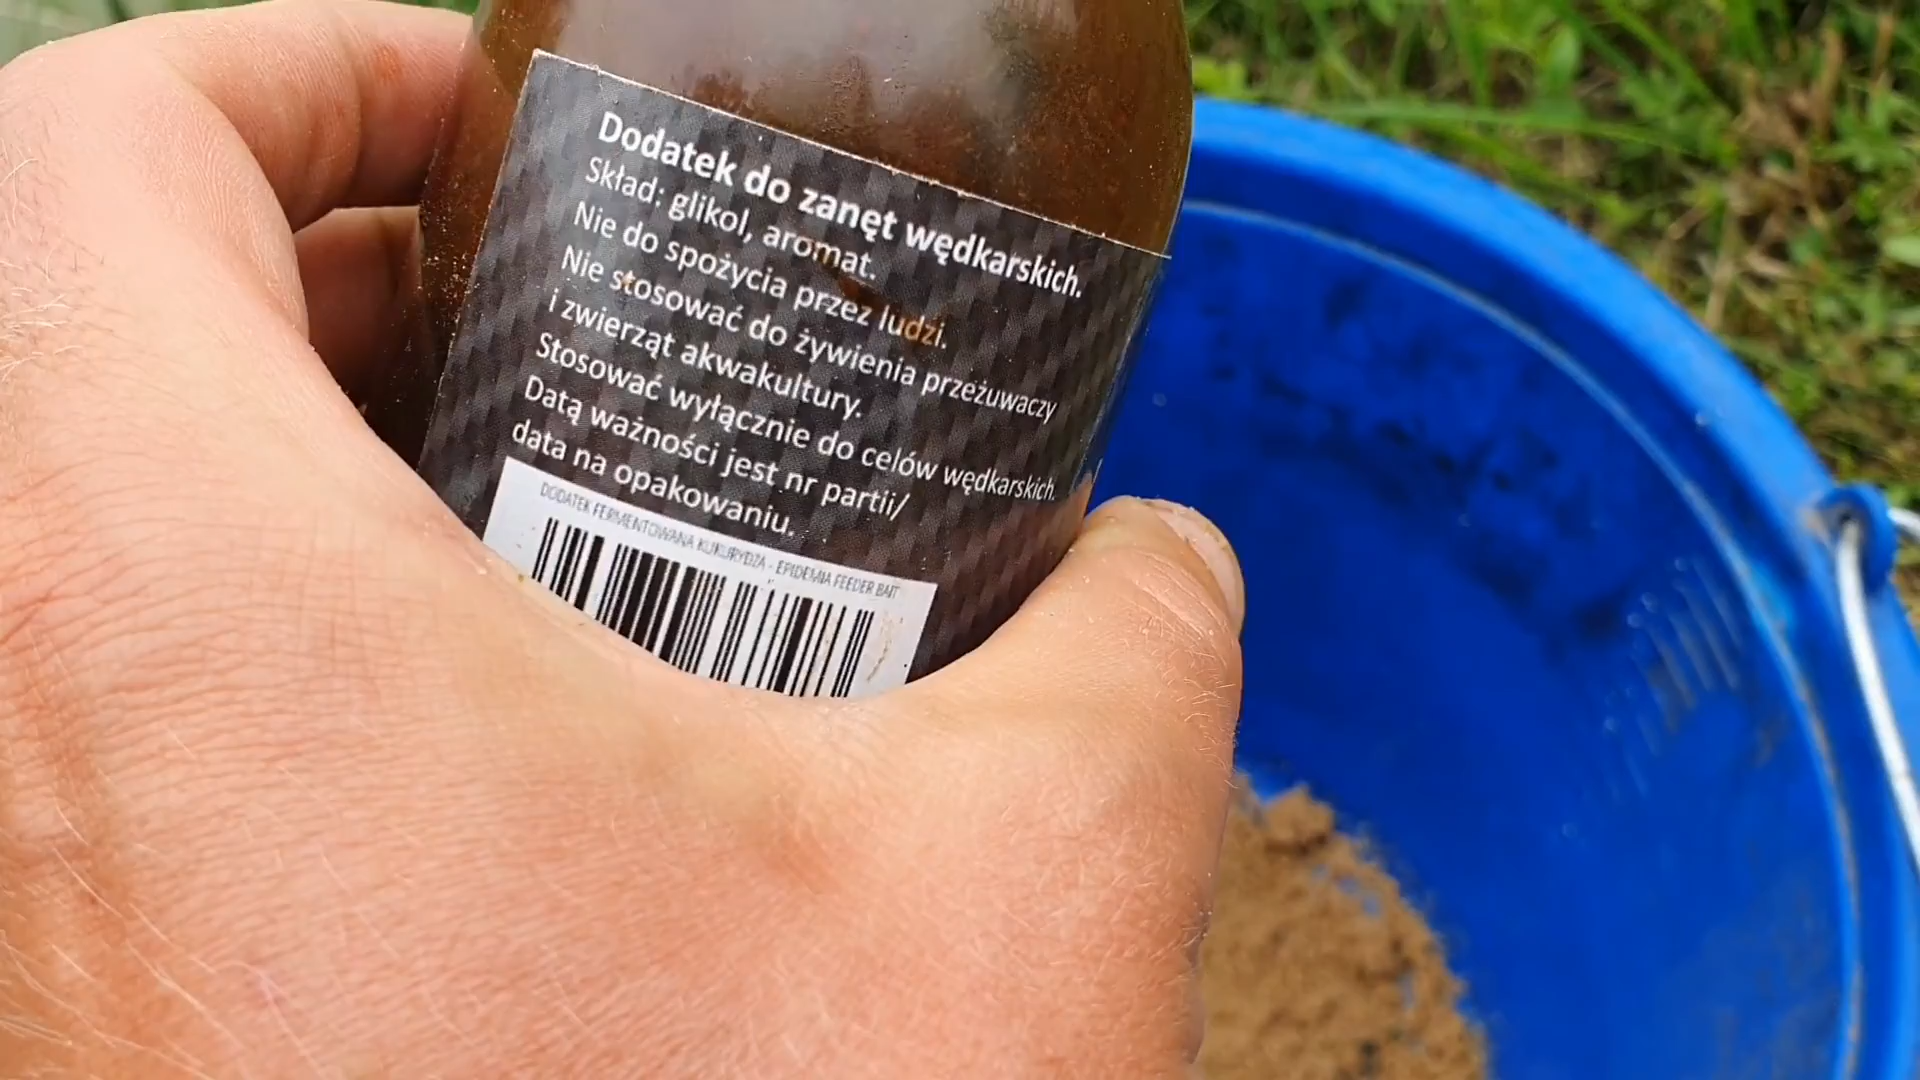 Dodatek do zanęt wędkarskich.
Skład: glikol, aromat.
Nie do spożycia przez ludzi.
Nie stosować do żywienia przeżuwaczy
i zwierząt akwakultury.
Stosować wyłącznie do celów wędkarskich.
Datą ważności jest nr partii/
data na opakowaniu.
DODATEK FERMENTOWANA KUKURYDZA - EPIDEMIA FEEDER BAIT